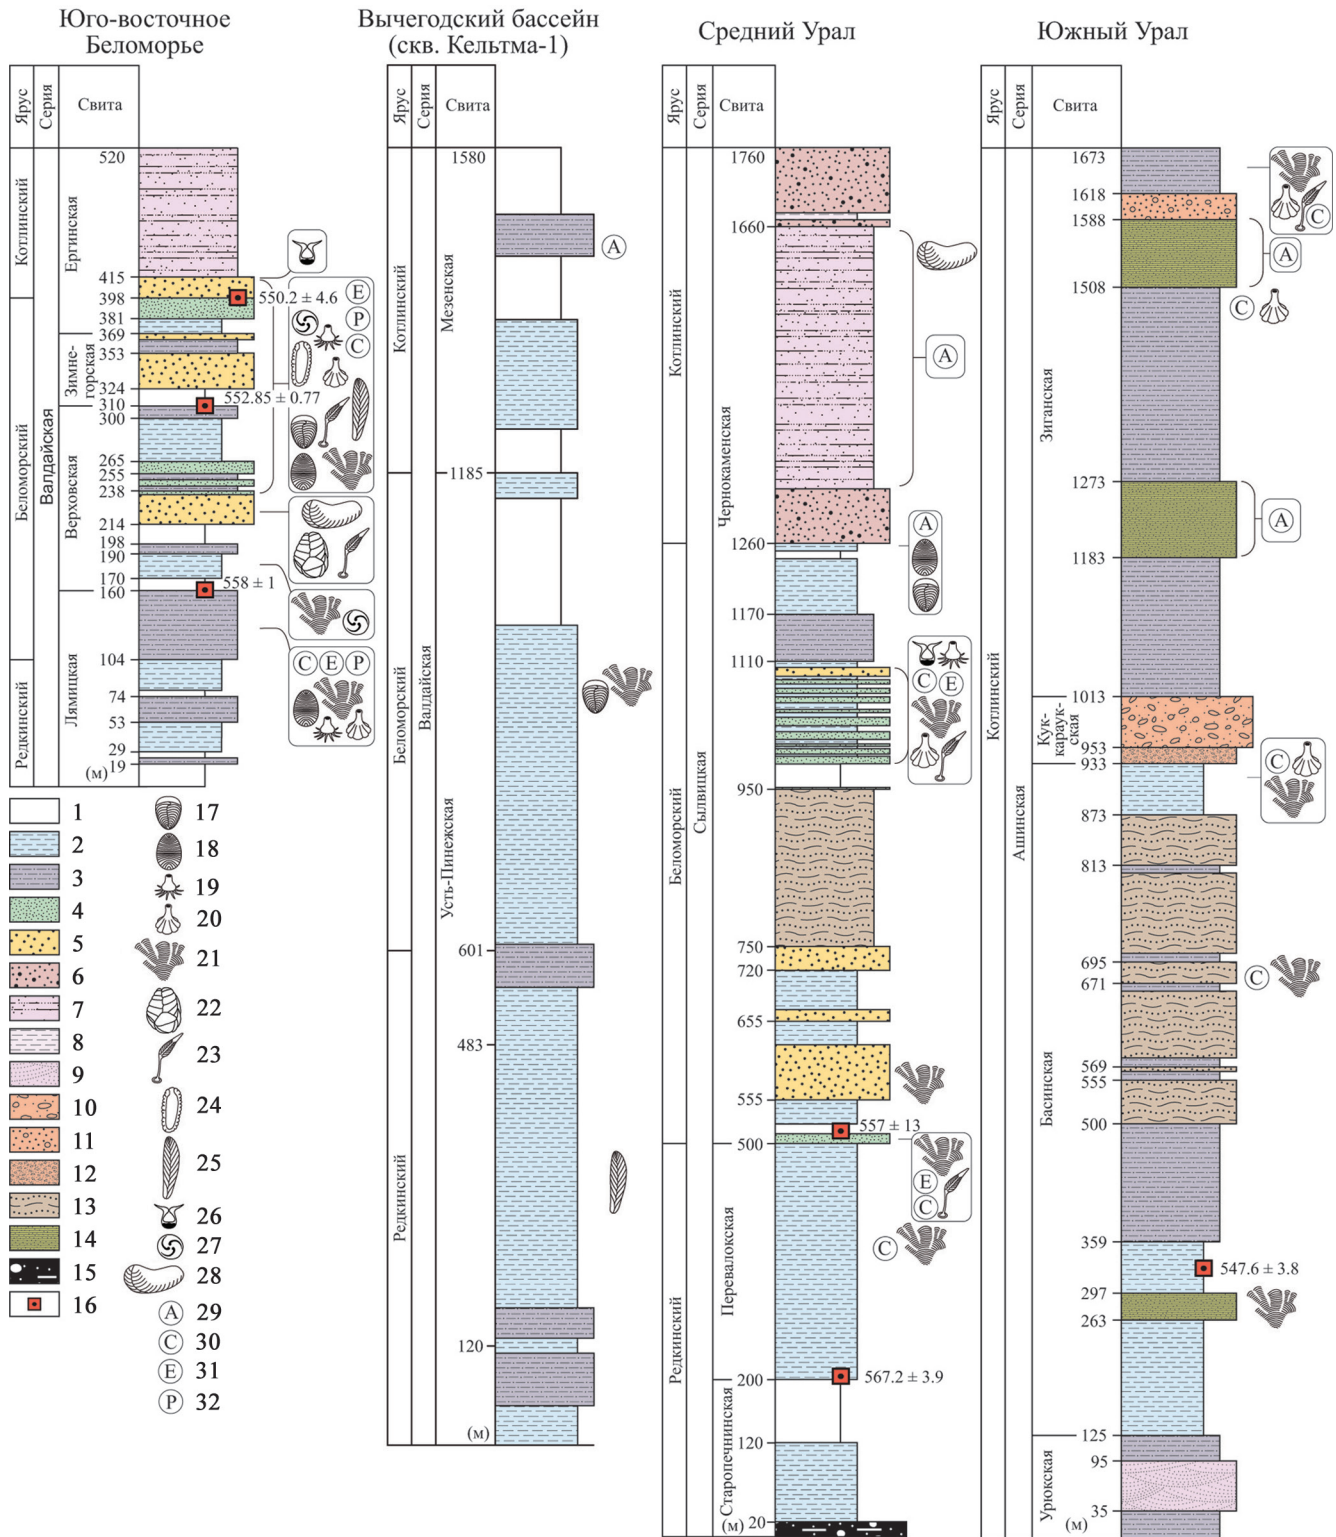 Юго-восточное
Беломорье
Ярус
Серия
Свита
Котлинский
Беломорский
Редкинский
Валдайская
Ергинская
Зимне-
горская
Верховская
Лямицкая
520
415
398
381
369
353
324
310
300
265
255
238
214
198
190
170
160
104
74
53
29
19
(м)
550.2 ± 4.6
552.85 ± 0.77
558 ± 1
E
P
C
C E P
Вычегодский бассейн
(скв. Кельтма-1)
Ярус
Серия
Свита
Котлинский
Беломорский
Редкинский
Валдайская
Мезенская
Усть-Пинежская
1580
1185
601
483
120
(м)
A
Средний Урал
Ярус
Серия
Свита
Котлинский
Беломорский
Редкинский
Сылвицкая
Чернокаменская
Перевалокская
Старопечнинская
1760
1660
1260
1170
1110
950
750
720
655
555
500
200
120
20
(м)
557 ± 13
567.2 ± 3.9
A
A
C E
E
C
C
Южный Урал
Ярус
Серия
Свита
Котлинский
Ашинская
Зиганская
Кук-
караук-
ская
Басинская
Урюкская
1673
1618
1588
1508
1273
1183
1013
953
933
873
813
695
671
569
555
500
359
297
263
125
95
35
(м)
547.6 ± 3.8
C
A
C
A
C
C
1
2
3
4
5
6
7
8
9
10
11
12
13
14
15
16
17
18
19
20
21
22
23
24
25
26
27
28
A 29
C 30
E 31
P 32